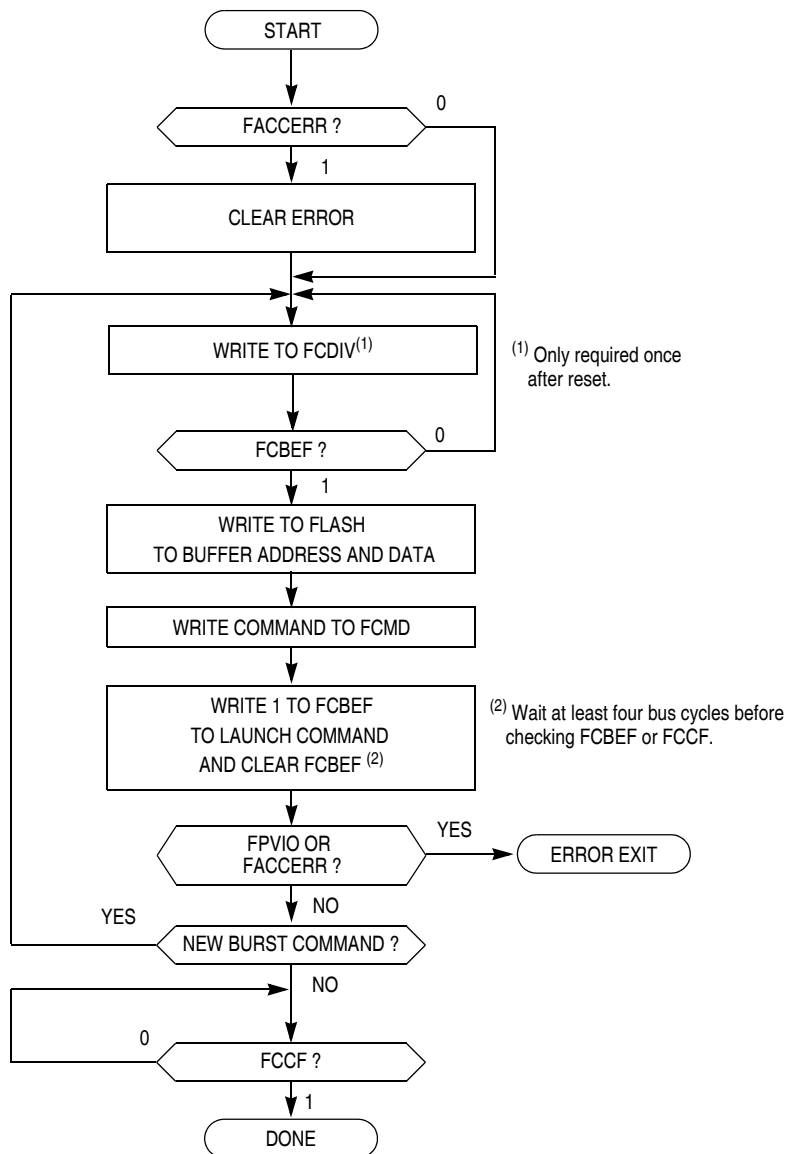 START
FACCERR ?
0
1
CLEAR ERROR
WRITE TO FCDIV(1)
(1) Only required once
after reset.
FCBEF ?
0
1
WRITE TO FLASH
TO BUFFER ADDRESS AND DATA
WRITE COMMAND TO FCMD
WRITE 1 TO FCBEF
TO LAUNCH COMMAND
AND CLEAR FCBEF (2)
(2) Wait at least four bus cycles before
checking FCBEF or FCCF.
FPVIO OR
FACCERR ?
YES
ERROR EXIT
NO
YES
NEW BURST COMMAND ?
NO
0
FCCF ?
1
DONE